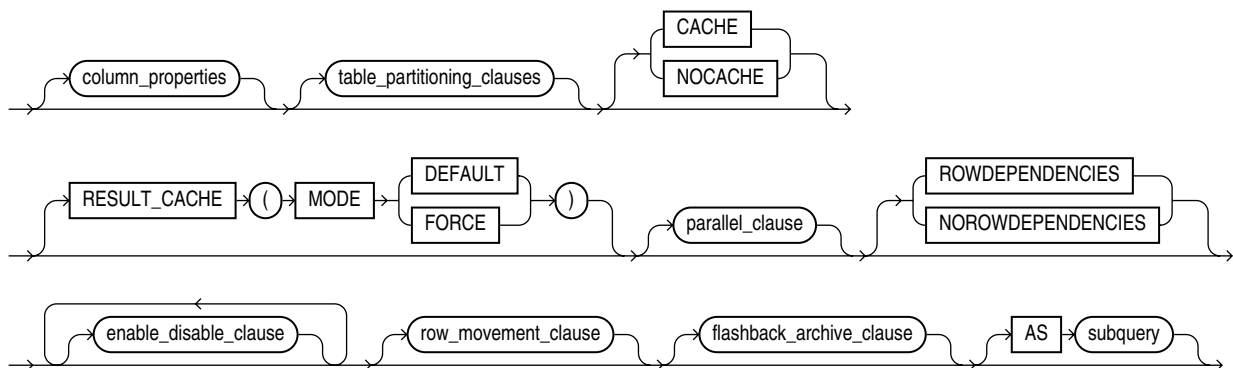 column_properties
table_partitioning_clauses
CACHE
NOCACHE
RESULT_CACHE ( MODE
DEFAULT
FORCE
)
parallel_clause
ROWDEPENDENCIES
NOROWDEPENDENCIES
enable_disable_clause
row_movement_clause
flashback_archive_clause
AS subquery